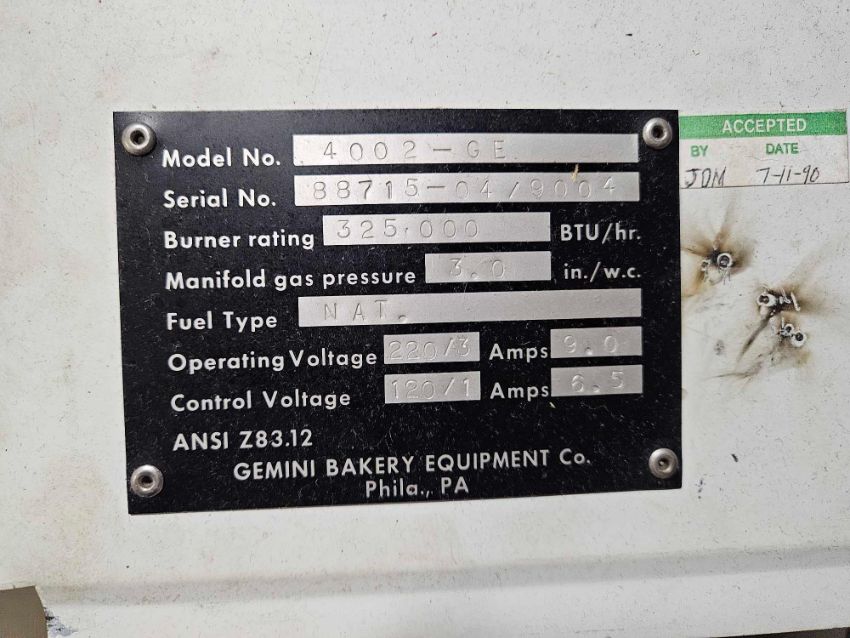 Model No. 4002-GE
Serial No. 88715-04/9004
Burner rating 325,000 BTU/hr.
Manifold gas pressure 3.0 in./w.c.
Fuel Type NAT.
Operating Voltage 220/3 Amps 9.0
Control Voltage 120/1 Amps 6.5
ANSI Z83.12
GEMINI BAKERY EQUIPMENT Co.
Phila., PA
ACCEPTED
BY DATE
JDM 7-11-90